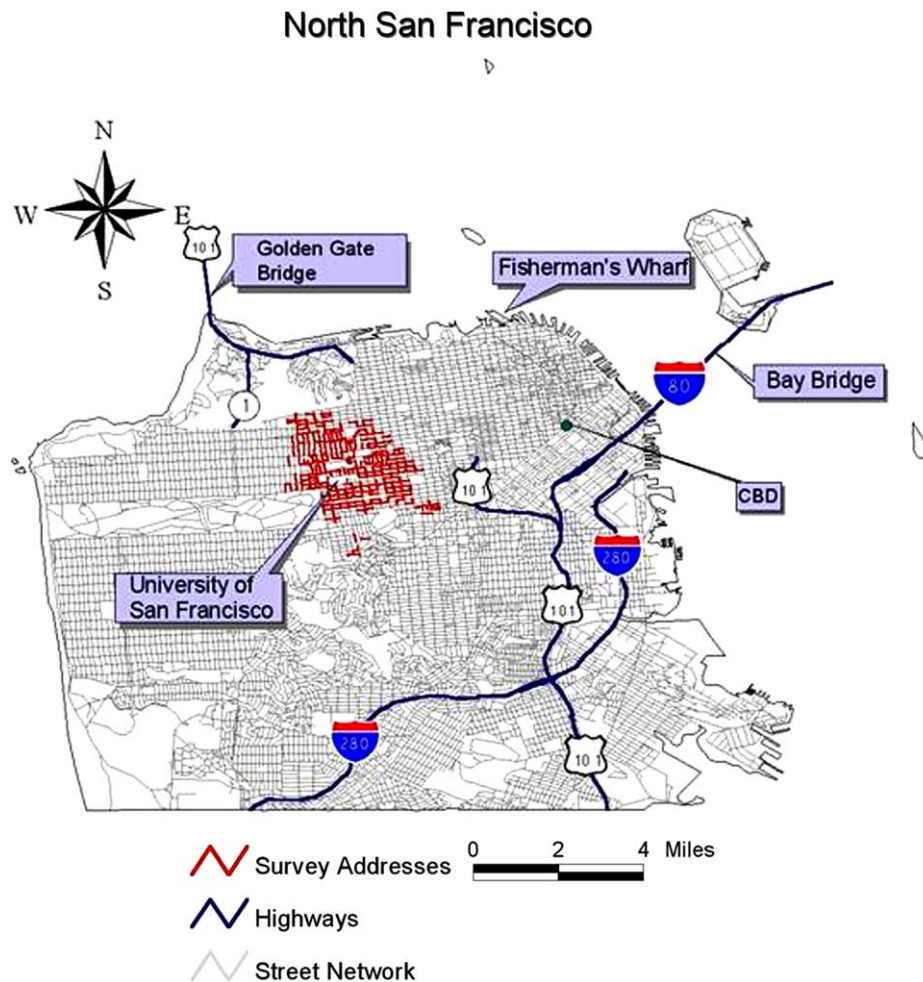 North San Francisco
N
W
E
S
101
Golden Gate
Bridge
Fisherman's Wharf
80
Bay Bridge
1
101
CBD
280
University of
San Francisco
101
280
101
0 2 4 Miles
Survey Addresses
Highways
Street Network